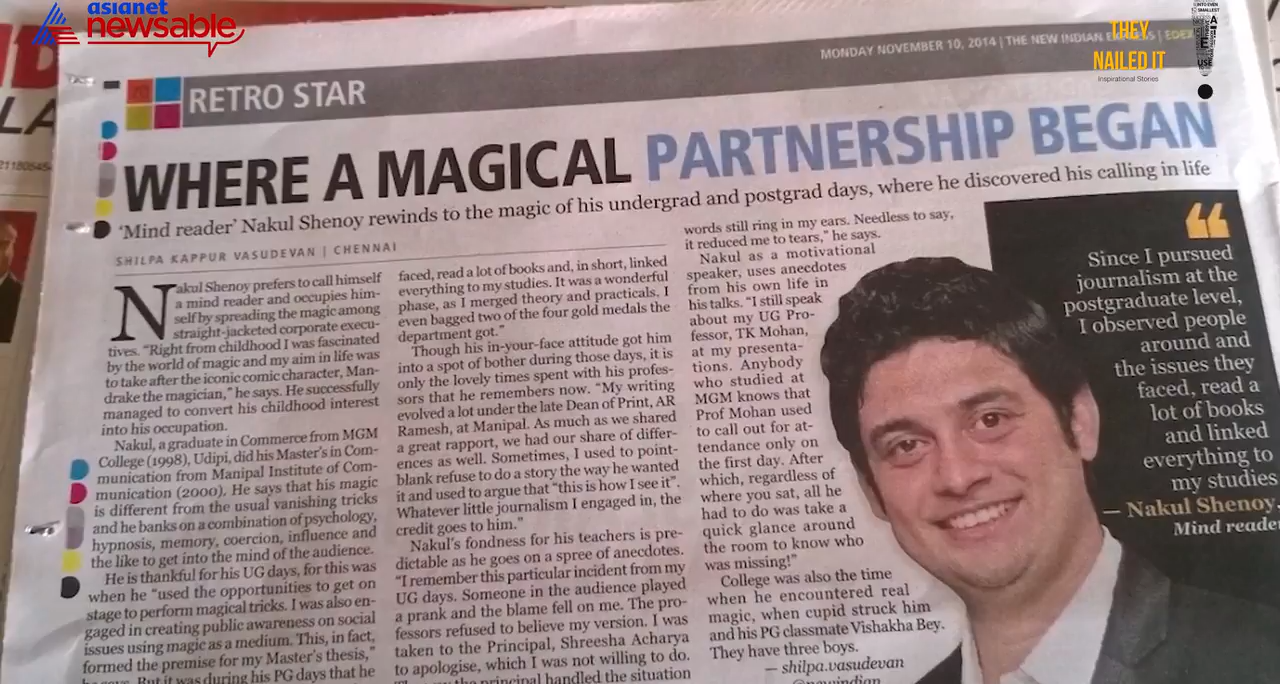 asianet
newsable
THEY
NAILED IT
Inspirational Stories
MONDAY NOVEMBER 10, 2014 | THE NEW INDIAN EXPRESS | EDEX
RETRO STAR
WHERE A MAGICAL PARTNERSHIP BEGAN
‘Mind reader’ Nakul Shenoy rewinds to the magic of his undergrad and postgrad days, where he discovered his calling in life
SHILPA KAPPUR VASUDEVAN | CHENNAI
Nakul Shenoy prefers to call himself
a mind reader and occupies him-
self by spreading the magic among
straight-jacketed corporate execu-
tives. “Right from childhood I was fascinated
by the world of magic and my aim in life was
to take after the iconic comic character, Man-
drake the magician,” he says. He successfully
managed to convert his childhood interest
into his occupation.
Nakul, a graduate in Commerce from MGM
College (1998), Udipi, did his Master’s in Com-
munication from Manipal Institute of Com-
munication (2000). He says that his magic
is different from the usual vanishing tricks
and he banks on a combination of psychology,
hypnosis, memory, coercion, influence and
the like to get into the mind of the audience.
He is thankful for his UG days, for this was
when he “used the opportunities to get on
stage to perform magical tricks. I was also en-
gaged in creating public awareness on social
issues using magic as a medium. This, in fact,
formed the premise for my Master’s thesis,”
But it was during his PG days that he
faced, read a lot of books and, in short, linked
everything to my studies. It was a wonderful
phase, as I merged theory and practicals. I
even bagged two of the four gold medals the
department got.”
Though his in-your-face attitude got him
into a spot of bother during those days, it is
only the lovely times spent with his profes-
sors that he remembers now. “My writing
evolved a lot under the late Dean of Print, AR
Ramesh, at Manipal. As much as we shared
a great rapport, we had our share of differ-
ences as well. Sometimes, I used to point-
blank refuse to do a story the way he wanted
it and used to argue that “this is how I see it”.
Whatever little journalism I engaged in, the
credit goes to him.”
Nakul’s fondness for his teachers is pre-
dictable as he goes on a spree of anecdotes.
“I remember this particular incident from my
UG days. Someone in the audience played
a prank and the blame fell on me. The pro-
fessors refused to believe my version. I was
taken to the Principal, Shreesha Acharya
to apologise, which I was not willing to do.
the principal handled the situation
words still ring in my ears. Needless to say,
it reduced me to tears,” he says.
Nakul as a motivational
speaker, uses anecdotes
from his own life in
his talks. “I still speak
about my UG Pro-
fessor, TK Mohan,
at my presenta-
tions. Anybody
who studied at
MGM knows that
Prof Mohan used
to call out for at-
tendance only on
the first day. After
which, regardless of
where you sat, all he
had to do was take a
quick glance around
the room to know who
was missing!”
College was also the time
when he encountered real
magic, when cupid struck him
and his PG classmate Vishakha Bey.
They have three boys.
— shilpa.vasudevan
@newindian
“
Since I pursued
journalism at the
postgraduate level,
I observed people
around and
the issues they
faced, read a
lot of books
and linked
everything to
my studies
— Nakul Shenoy,
Mind reader